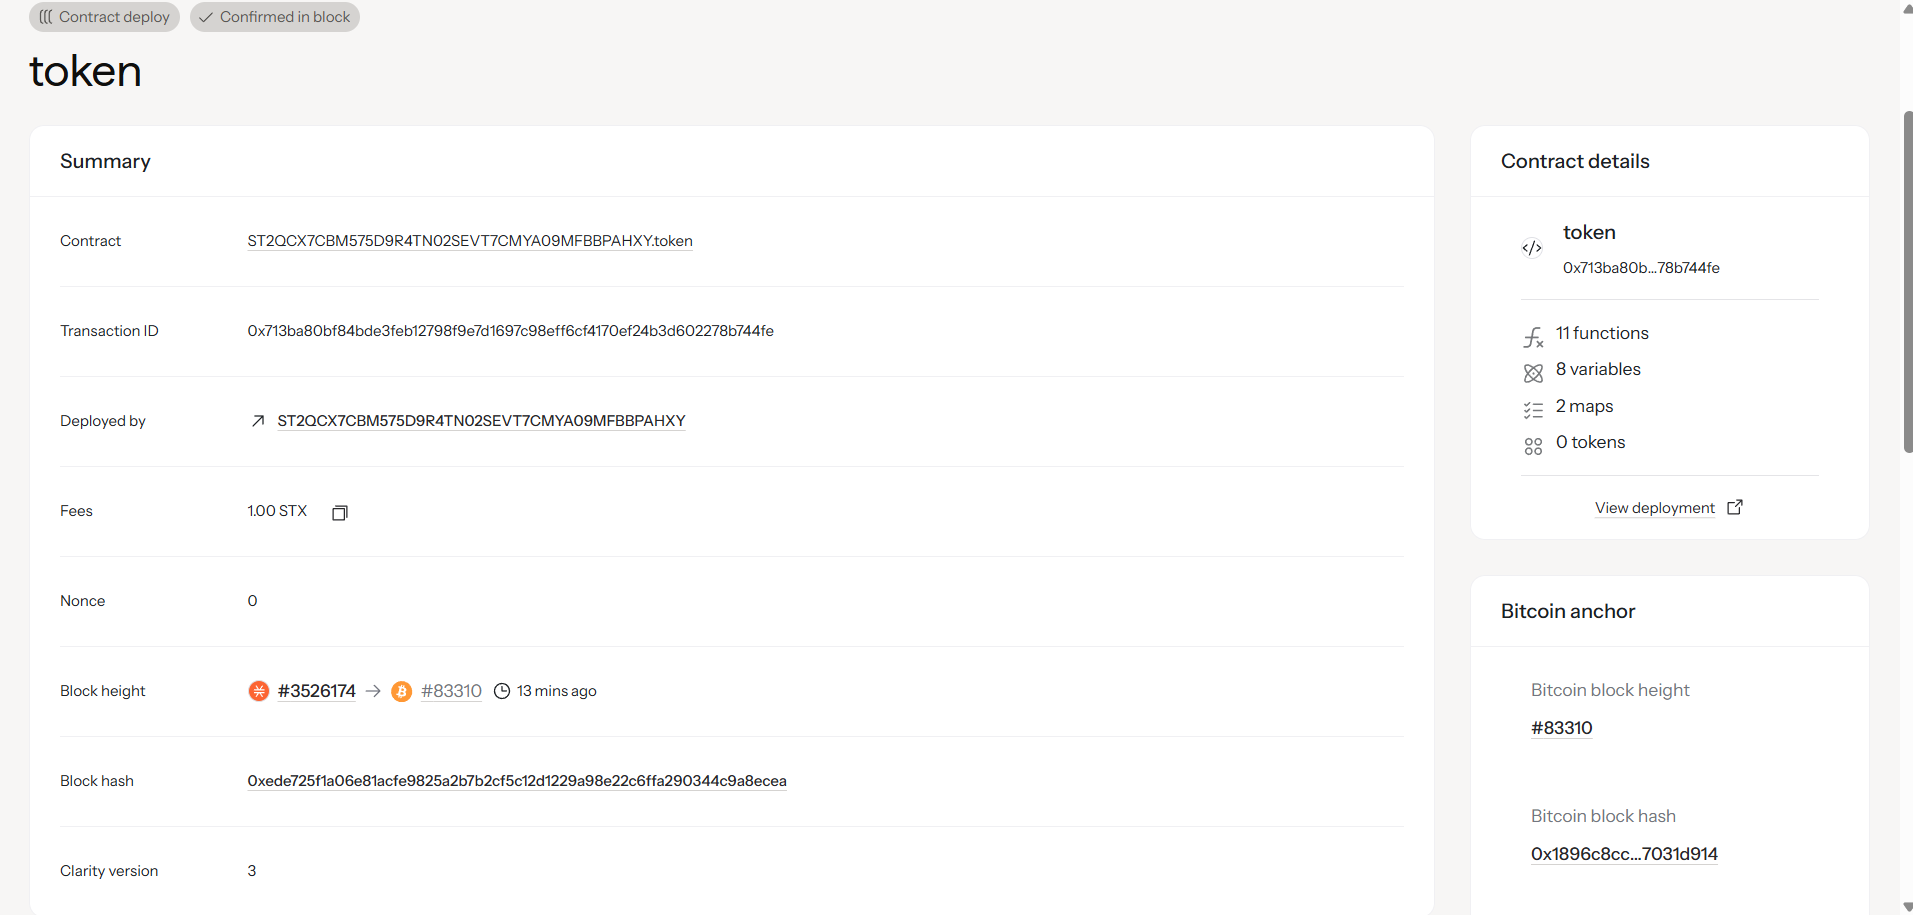 Contract deploy
Confirmed in block
token
Summary
Contract
ST2QCX7CBM575D9R4TN02SEVT7CMYA09MFBBPAHXY.token
Transaction ID
0x713ba80bf84bde3feb12798f9e7d1697c98eff6cf4170ef24b3d602278b744fe
Deployed by
ST2QCX7CBM575D9R4TN02SEVT7CMYA09MFBBPAHXY
Fees
1.00 STX
Nonce
0
Block height
#3526174 → #83310 13 mins ago
Block hash
0xede725f1a06e81acfe9825a2b7b2cf5c12d1229a98e22c6ffa290344c9a8ecea
Clarity version
3
Contract details
token
0x713ba80b...78b744fe
11 functions
8 variables
2 maps
0 tokens
View deployment
Bitcoin anchor
Bitcoin block height
#83310
Bitcoin block hash
0x1896c8cc...7031d914